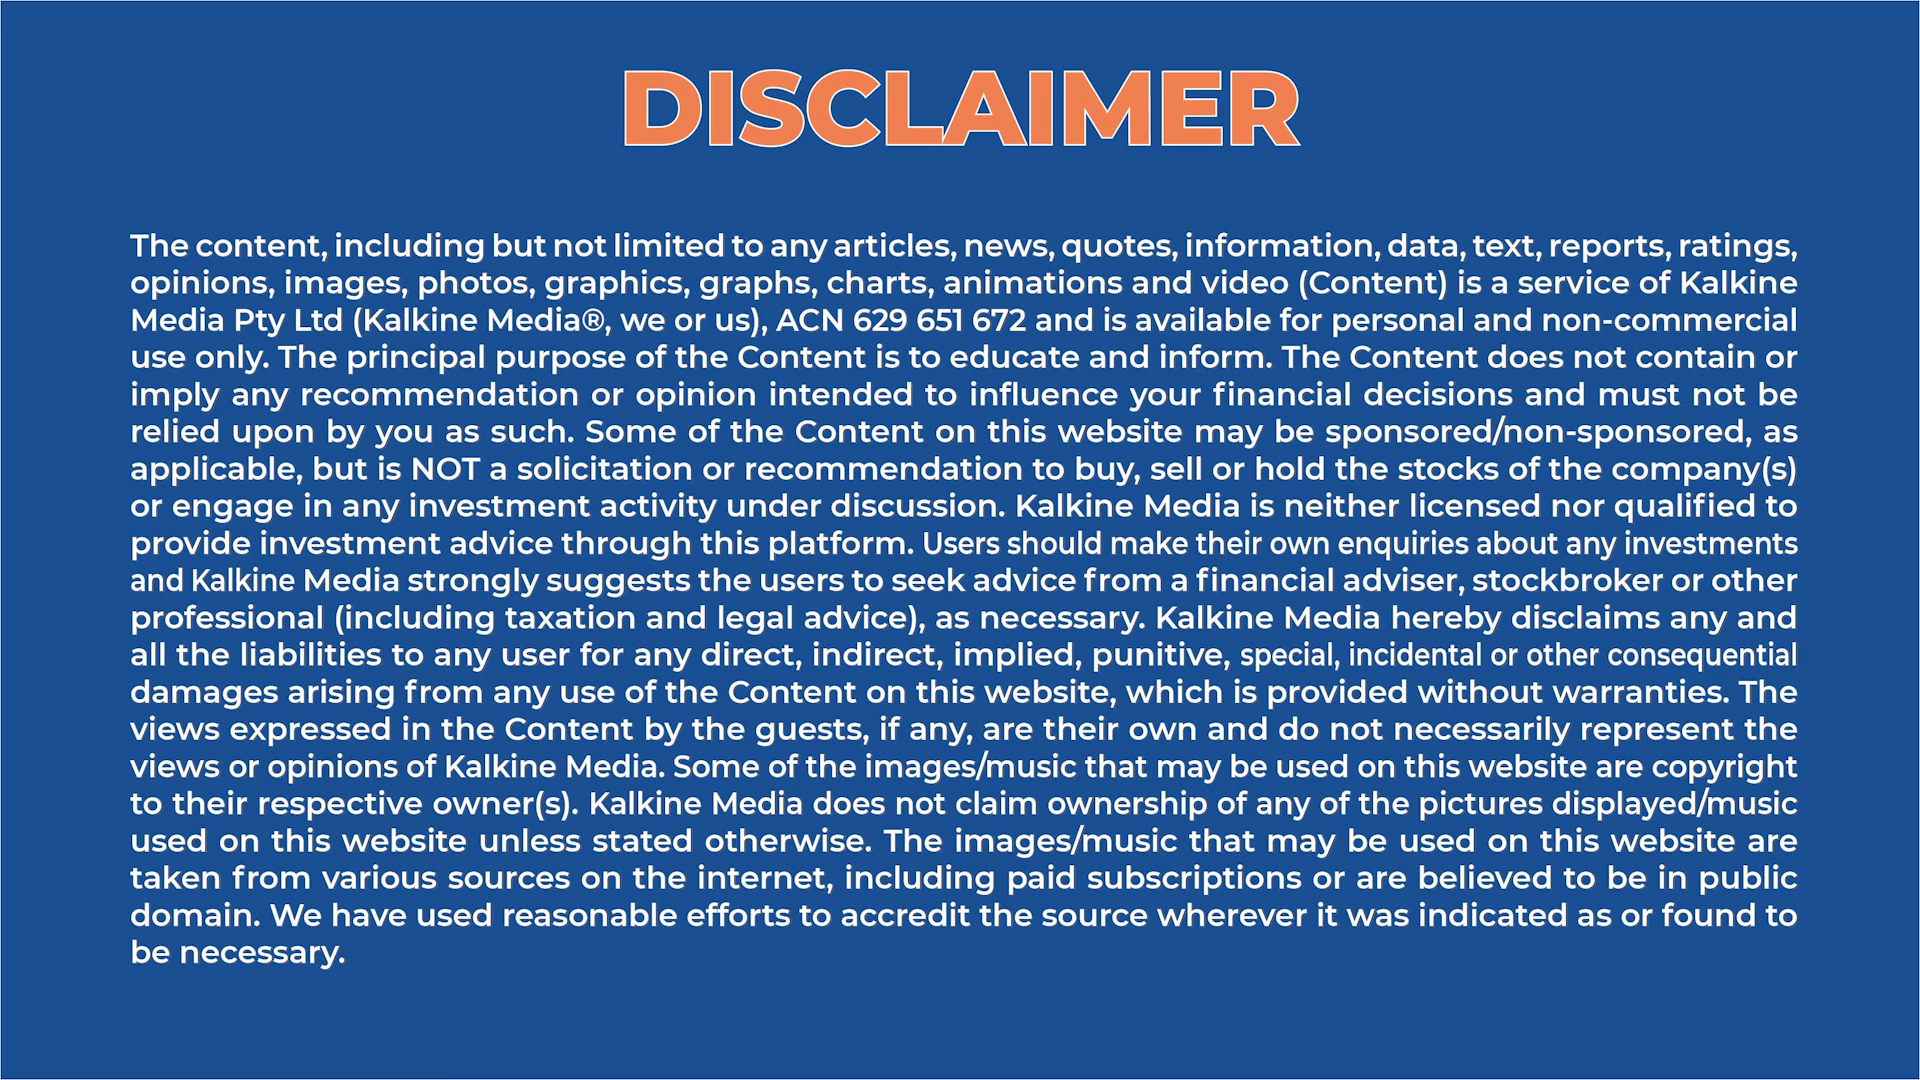 DISCLAIMER
The content, including but not limited to any articles, news, quotes, information, data, text, reports, ratings,
opinions, images, photos, graphics, graphs, charts, animations and video (Content) is a service of Kalkine
Media Pty Ltd (Kalkine Media®, we or us), ACN 629 651 672 and is available for personal and non-commercial
use only. The principal purpose of the Content is to educate and inform. The Content does not contain or
imply any recommendation or opinion intended to influence your financial decisions and must not be
relied upon by you as such. Some of the Content on this website may be sponsored/non-sponsored, as
applicable, but is NOT a solicitation or recommendation to buy, sell or hold the stocks of the company(s)
or engage in any investment activity under discussion. Kalkine Media is neither licensed nor qualified to
provide investment advice through this platform. Users should make their own enquiries about any investments
and Kalkine Media strongly suggests the users to seek advice from a financial adviser, stockbroker or other
professional (including taxation and legal advice), as necessary. Kalkine Media hereby disclaims any and
all the liabilities to any user for any direct, indirect, implied, punitive, special, incidental or other consequential
damages arising from any use of the Content on this website, which is provided without warranties. The
views expressed in the Content by the guests, if any, are their own and do not necessarily represent the
views or opinions of Kalkine Media. Some of the images/music that may be used on this website are copyright
to their respective owner(s). Kalkine Media does not claim ownership of any of the pictures displayed/music
used on this website unless stated otherwise. The images/music that may be used on this website are
taken from various sources on the internet, including paid subscriptions or are believed to be in public
domain. We have used reasonable efforts to accredit the source wherever it was indicated as or found to
be necessary.